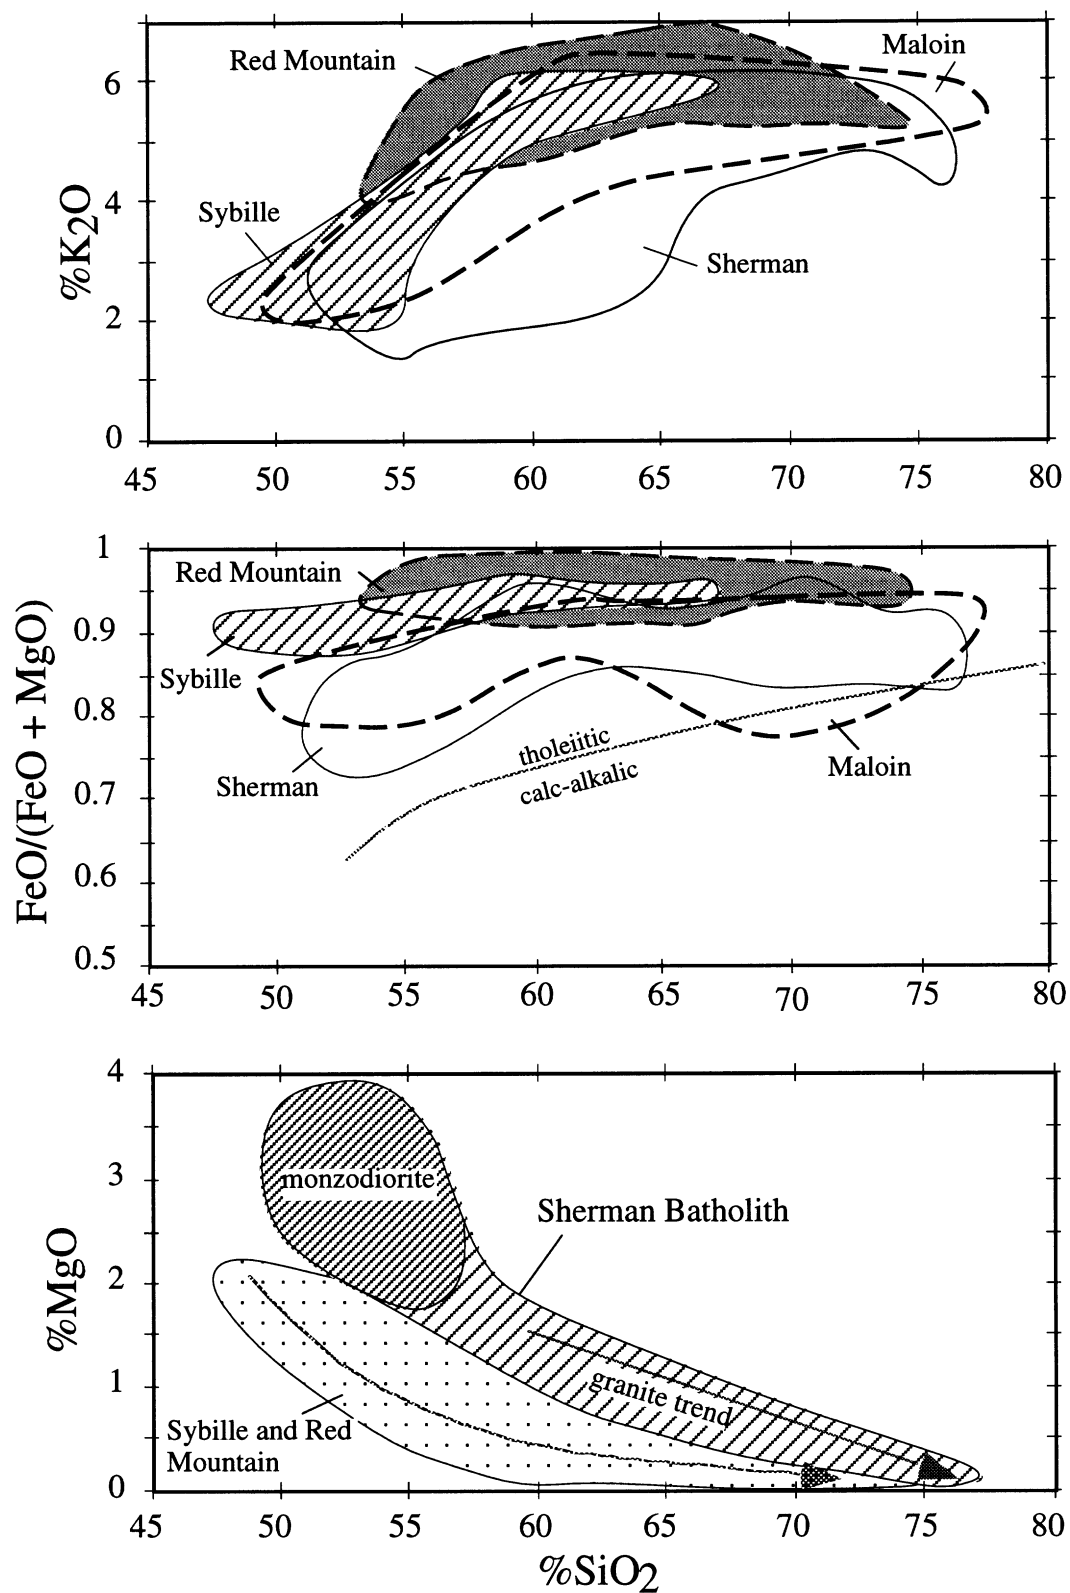 %K2O
6
4
2
0
Red Mountain
Maloin
Sybille
Sherman
45 50 55 60 65 70 75 80
FeO/(FeO + MgO)
1
0.9
0.8
0.7
0.6
0.5
Red Mountain
Sybille
Sherman
tholeiitic
calc-alkalic
Maloin
45 50 55 60 65 70 75 80
%MgO
4
3
2
1
0
monzodiorite
Sherman Batholith
granite trend
Sybille and Red
Mountain
45 50 55 60 65 70 75 80
%SiO2